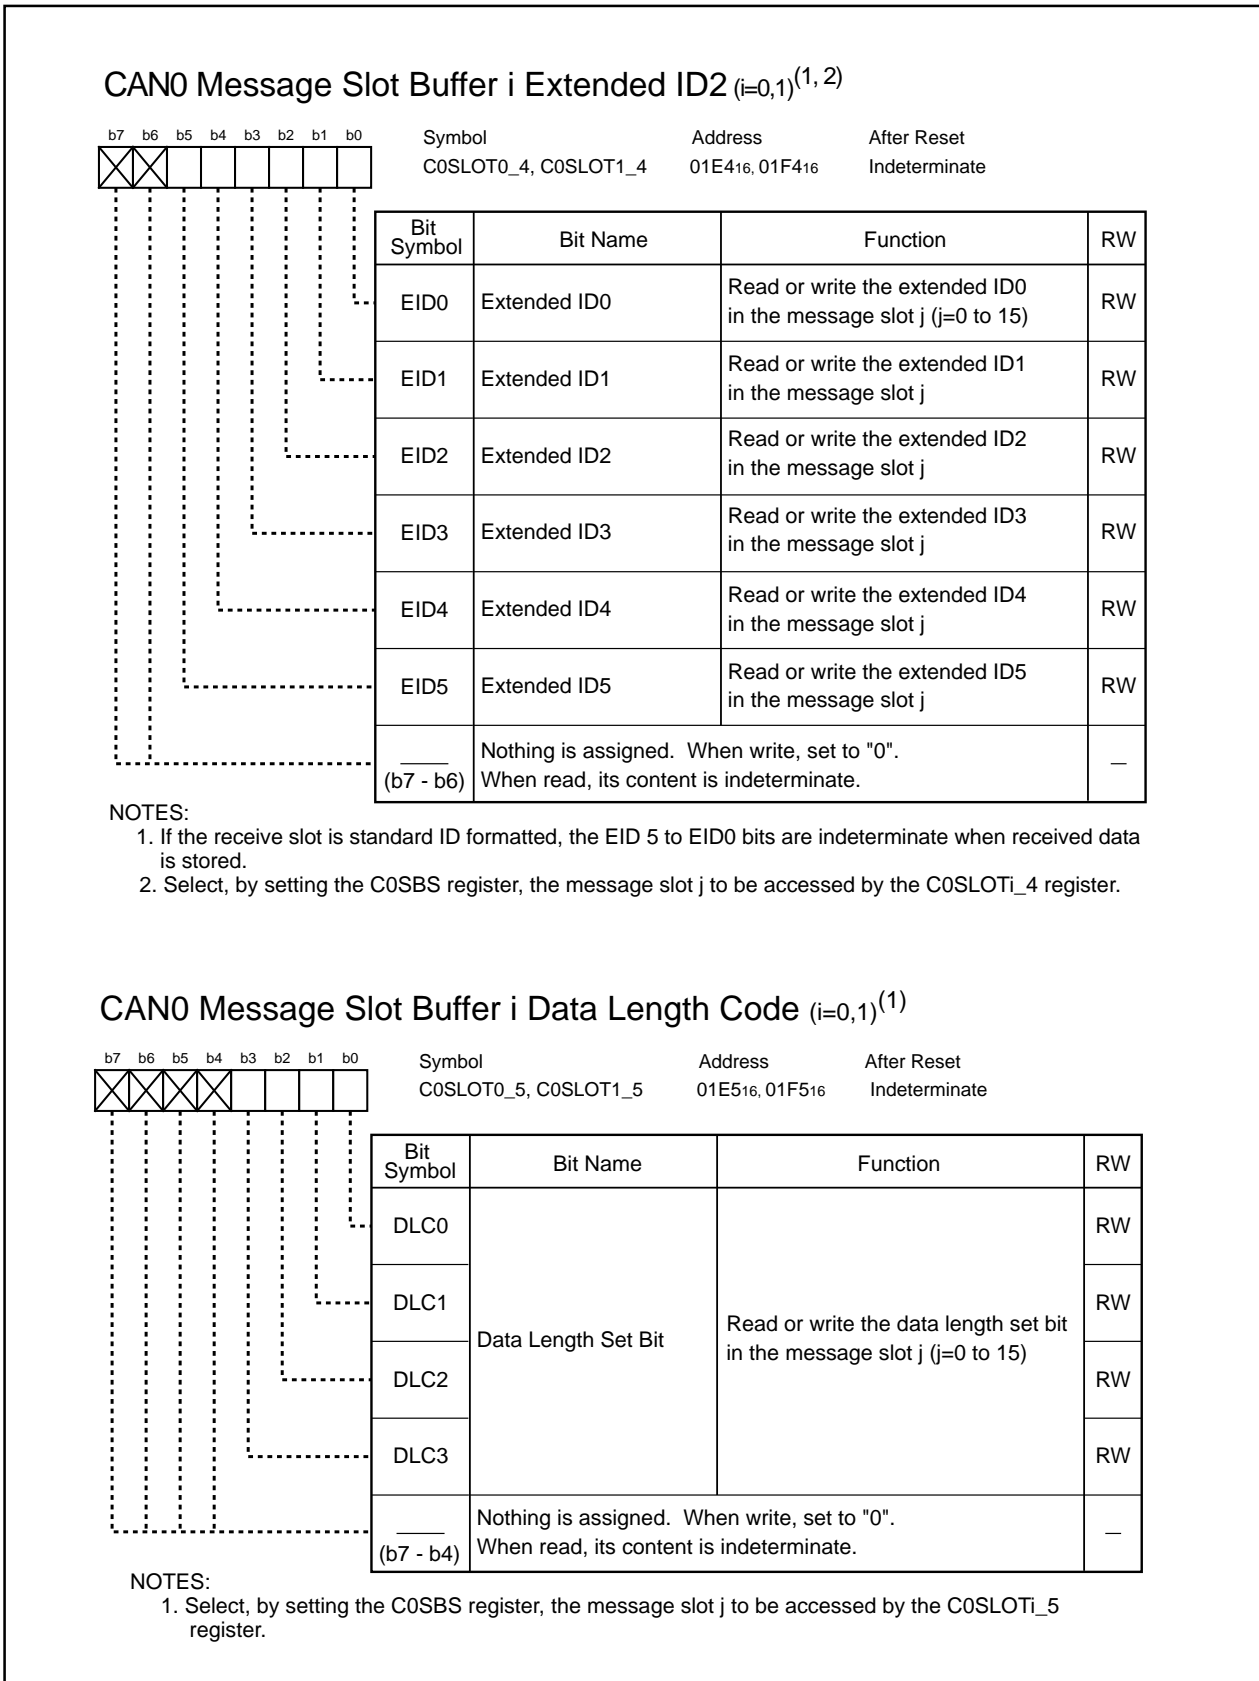 CAN0 Message Slot Buffer i Extended ID2 (i=0,1)(1, 2)
b7 b6 b5 b4 b3 b2 b1 b0
Symbol Address After Reset
C0SLOT0_4, C0SLOT1_4 01E416, 01F416 Indeterminate
Bit Symbol Bit Name Function RW
EID0 Extended ID0 Read or write the extended ID0
in the message slot j (j=0 to 15) RW
EID1 Extended ID1 Read or write the extended ID1
in the message slot j RW
EID2 Extended ID2 Read or write the extended ID2
in the message slot j RW
EID3 Extended ID3 Read or write the extended ID3
in the message slot j RW
EID4 Extended ID4 Read or write the extended ID4
in the message slot j RW
EID5 Extended ID5 Read or write the extended ID5
in the message slot j RW
Nothing is assigned. When write, set to "0". —
(b7 - b6) When read, its content is indeterminate.
NOTES:
1. If the receive slot is standard ID formatted, the EID 5 to EID0 bits are indeterminate when received data
is stored.
2. Select, by setting the C0SBS register, the message slot j to be accessed by the C0SLOTi_4 register.
CAN0 Message Slot Buffer i Data Length Code (i=0,1)(1)
b7 b6 b5 b4 b3 b2 b1 b0
Symbol Address After Reset
C0SLOT0_5, C0SLOT1_5 01E516, 01F516 Indeterminate
Bit Symbol Bit Name Function RW
DLC0 RW
DLC1 RW
Data Length Set Bit Read or write the data length set bit
in the message slot j (j=0 to 15)
DLC2 RW
DLC3 RW
Nothing is assigned. When write, set to "0". —
(b7 - b4) When read, its content is indeterminate.
NOTES:
1. Select, by setting the C0SBS register, the message slot j to be accessed by the C0SLOTi_5
register.